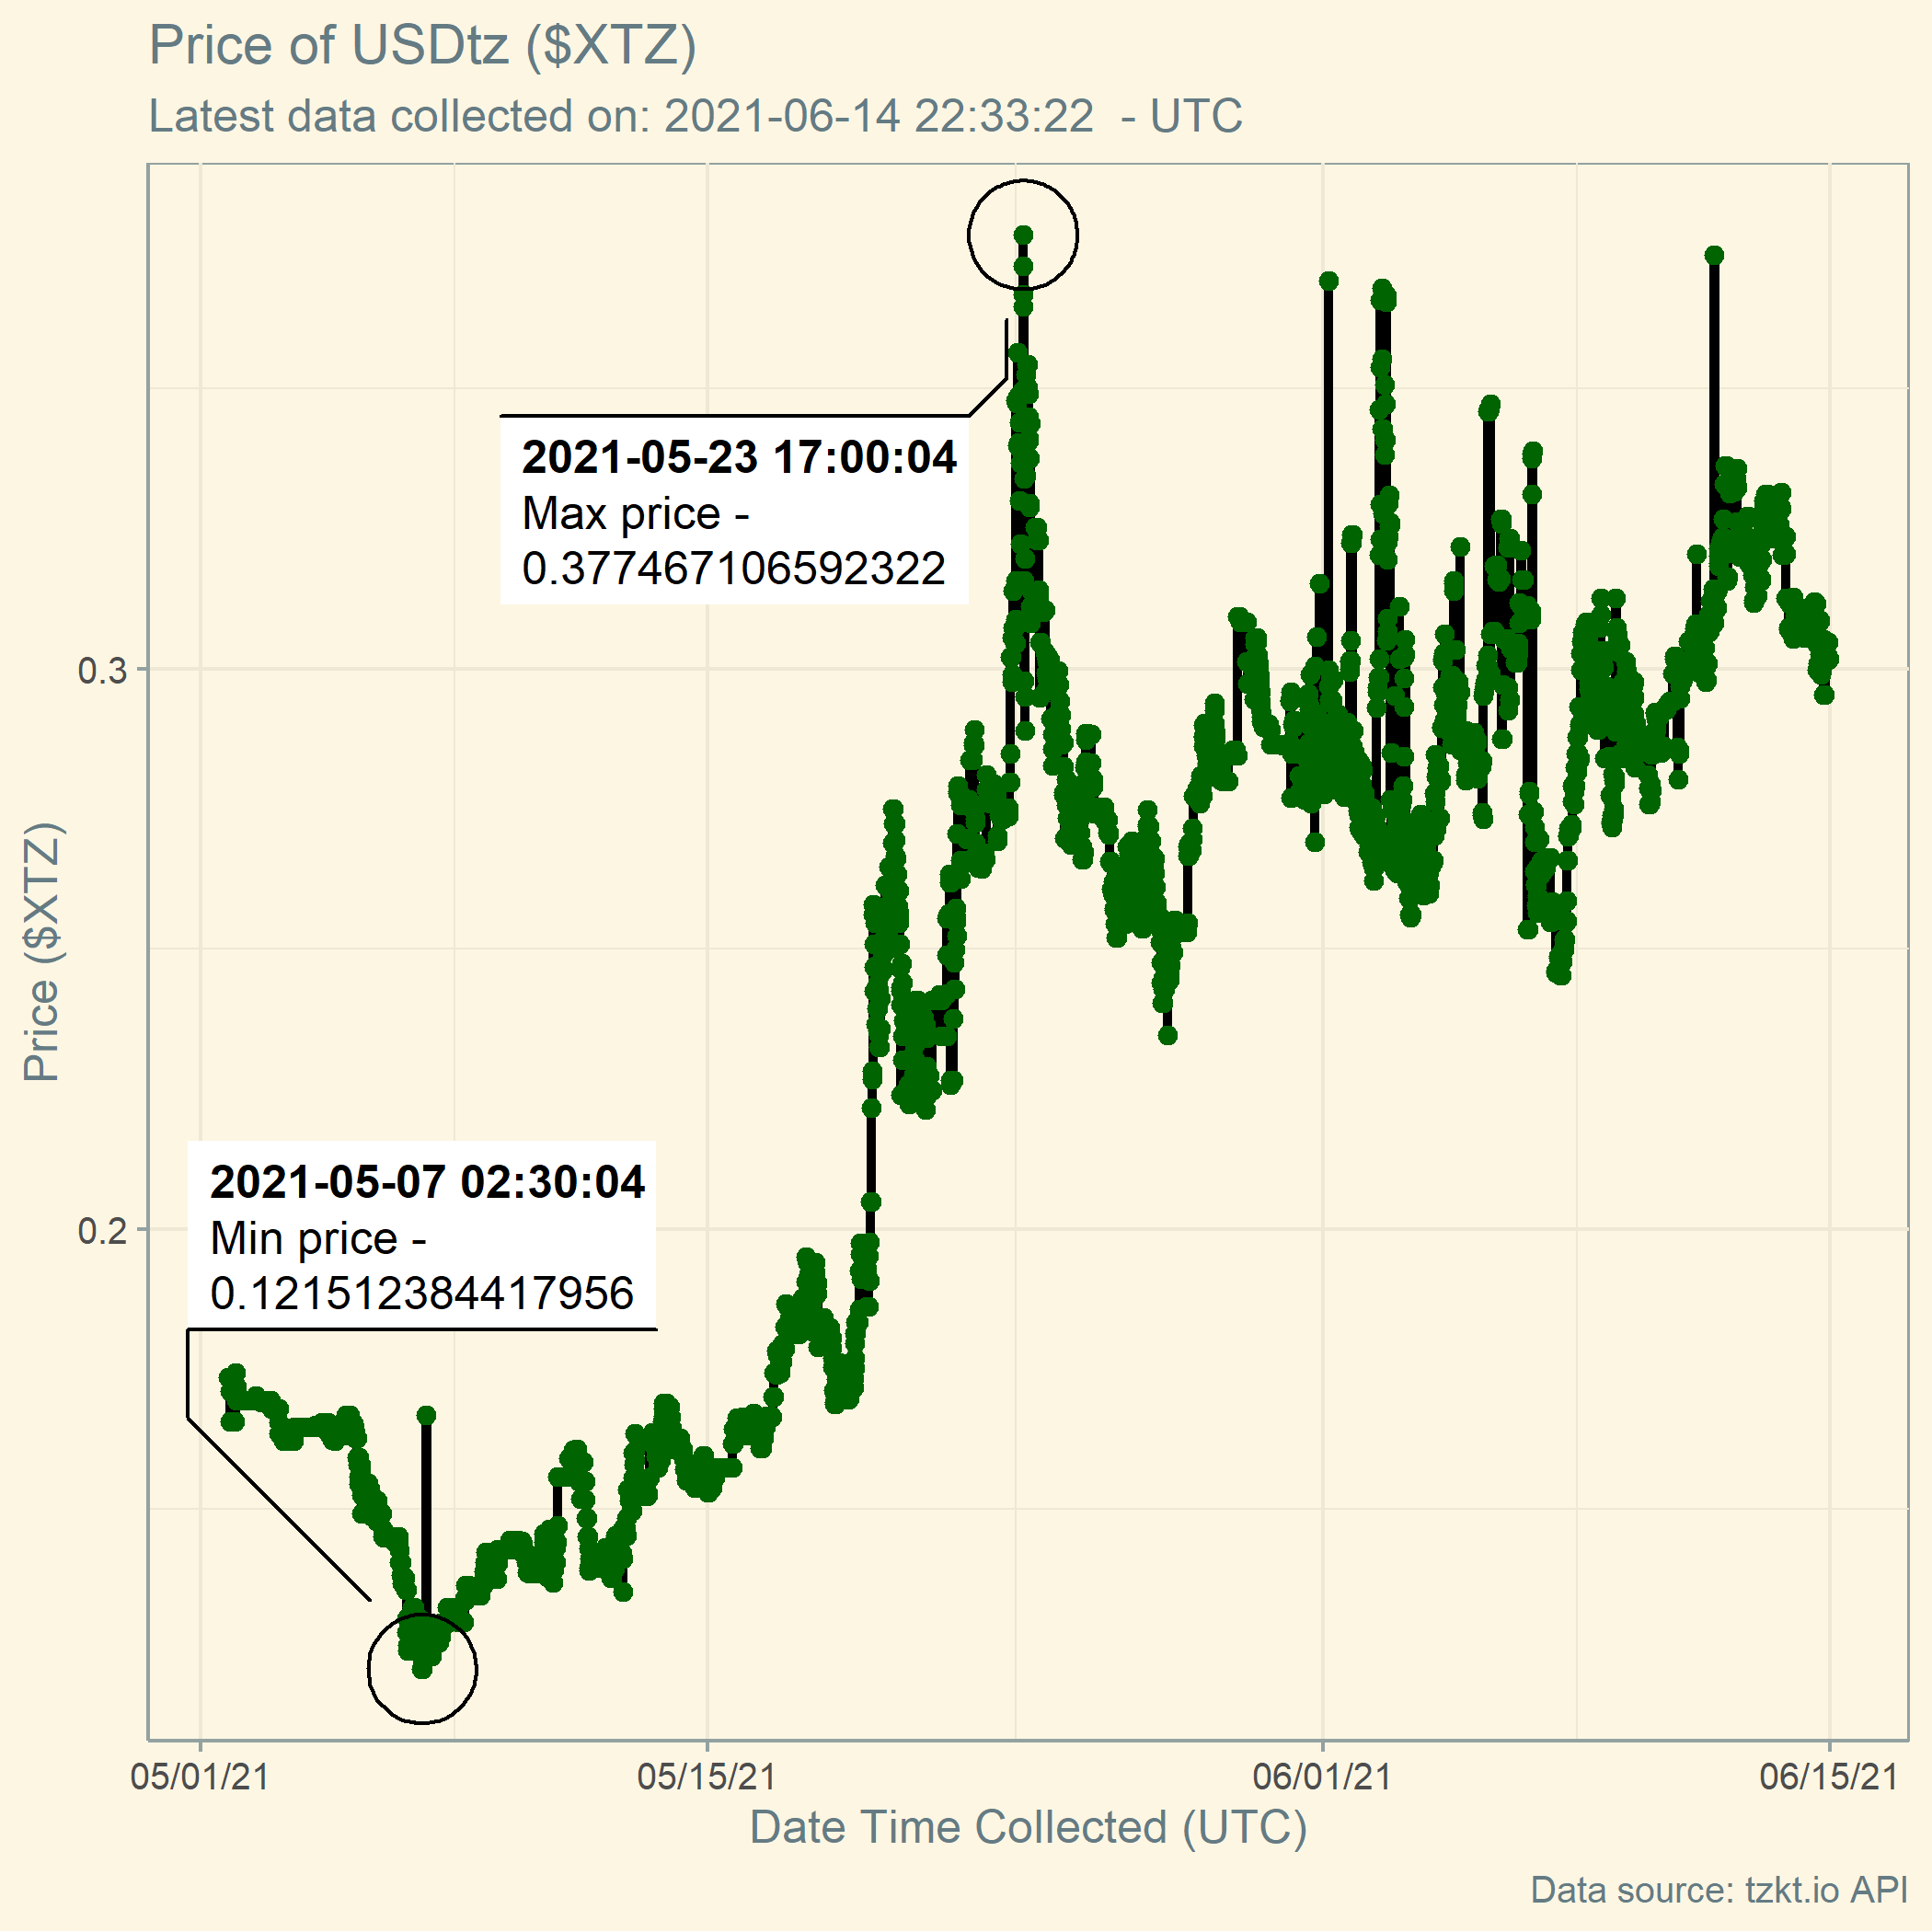 Price of USDtz ($XTZ)
Latest data collected on: 2021-06-14 22:33:22  - UTC
2021-05-23 17:00:04
Max price -
0.377467106592322
0.3
Price ($XTZ)
2021-05-07 02:30:04
Min price -
0.121512384417956
0.2
05/01/21 05/15/21 06/01/21 06/15/21
Date Time Collected (UTC)
Data source: tzkt.io API